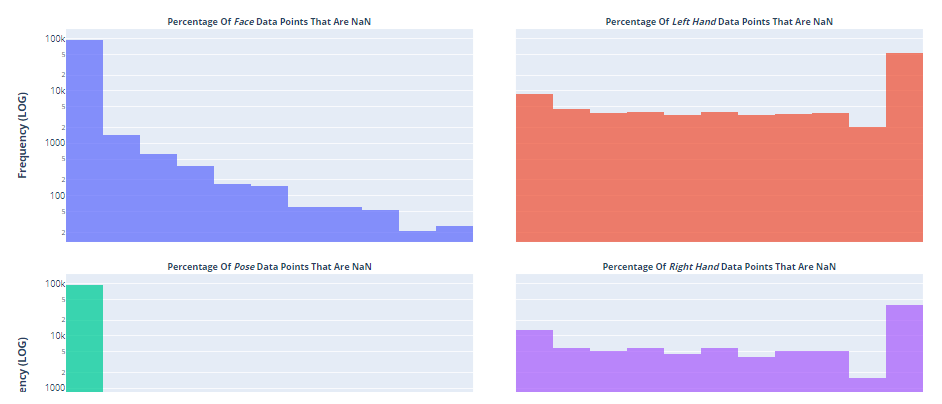 Percentage Of Face Data Points That Are NaN
Percentage Of Left Hand Data Points That Are NaN
100k
5
2
10k
5
2
1000
5
2
100
5
2
Frequency (LOG)
Percentage Of Pose Data Points That Are NaN
Percentage Of Right Hand Data Points That Are NaN
100k
5
2
10k
5
2
1000
ency (LOG)